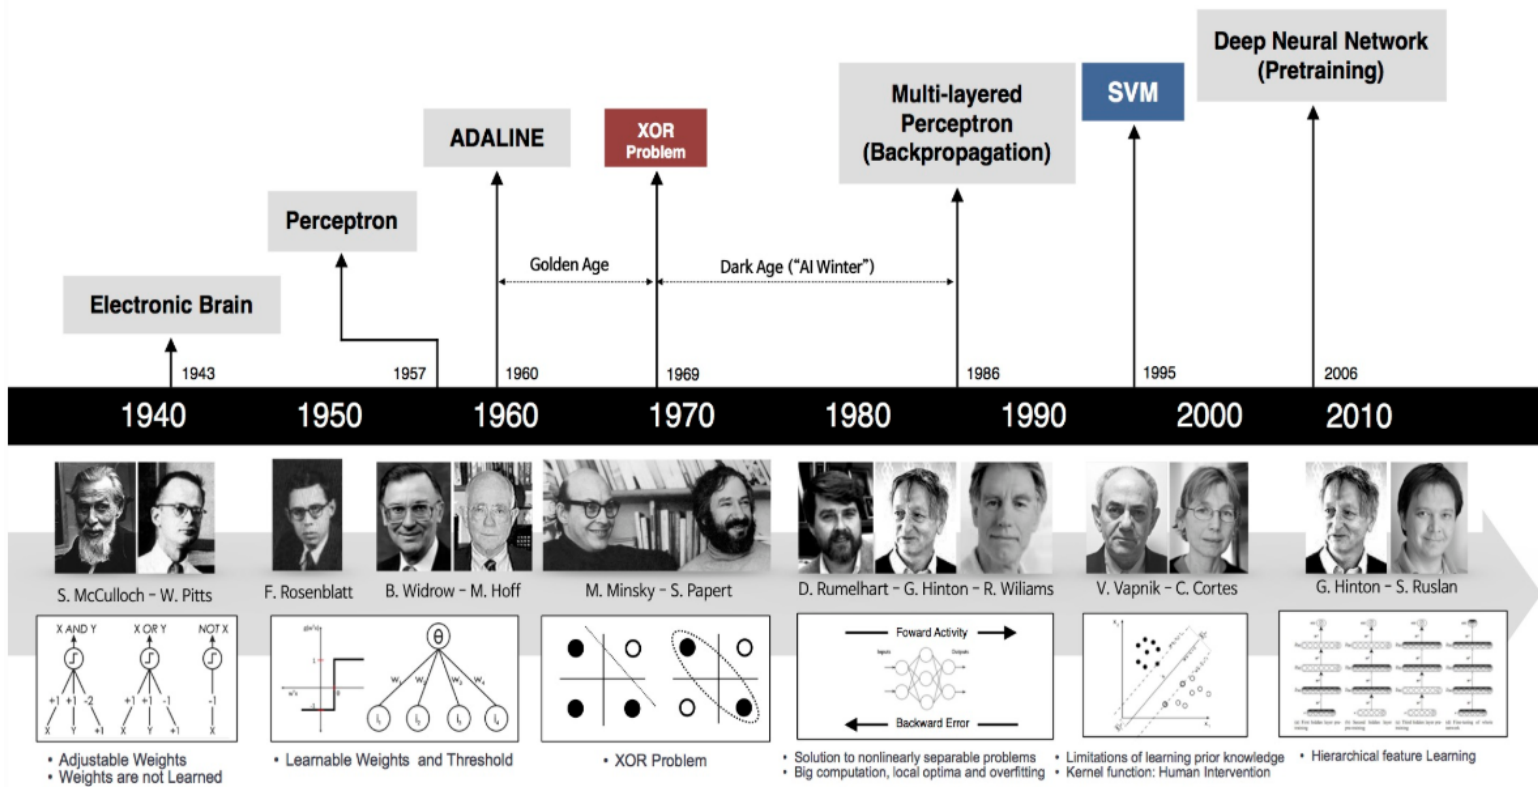 Deep Neural Network
(Pretraining)
Multi-layered
Perceptron
(Backpropagation)
SVM
ADALINE
XOR
Problem
Perceptron
Golden Age
Dark Age ("AI Winter")
Electronic Brain
1943
1957
1960
1969
1986
1995
2006
1940
1950
1960
1970
1980
1990
2000
2010
S. McCulloch – W. Pitts
F. Rosenblatt
B. Widrow – M. Hoff
M. Minsky – S. Papert
D. Rumelhart – G. Hinton – R. Wiliams
V. Vapnik – C. Cortes
G. Hinton – S. Ruslan
X AND Y
X OR Y
NOT X
+1 +1 -2
+1 +1 -1
-1
X Y +1
X Y +1
X
θ
Foward Activity
Inputs
Outputs
Backward Error
• Adjustable Weights
• Weights are not Learned
• Learnable Weights and Threshold
• XOR Problem
• Solution to nonlinearly separable problems
• Big computation, local optima and overfitting
• Limitations of learning prior knowledge
• Kernel function: Human Intervention
• Hierarchical feature Learning